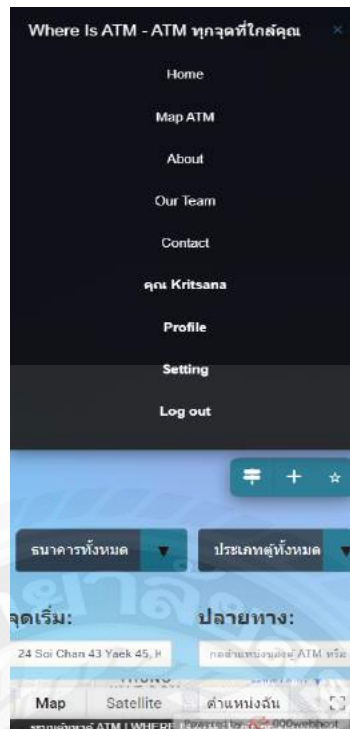 Where Is ATM - ATM ทุกจุดที่ใกล้คุณ ×
Home
Map ATM
About
Our Team
Contact
คุณ Kritsana
Profile
Setting
Log out
ธนาคารทั้งหมด ประเภทตู้ทั้งหมด
จุดเริ่ม: ปลายทาง:
24 Soi Chan 43 Yaek 45,
Map Satellite ตำแหน่งฉัน
Powered by 000webhost